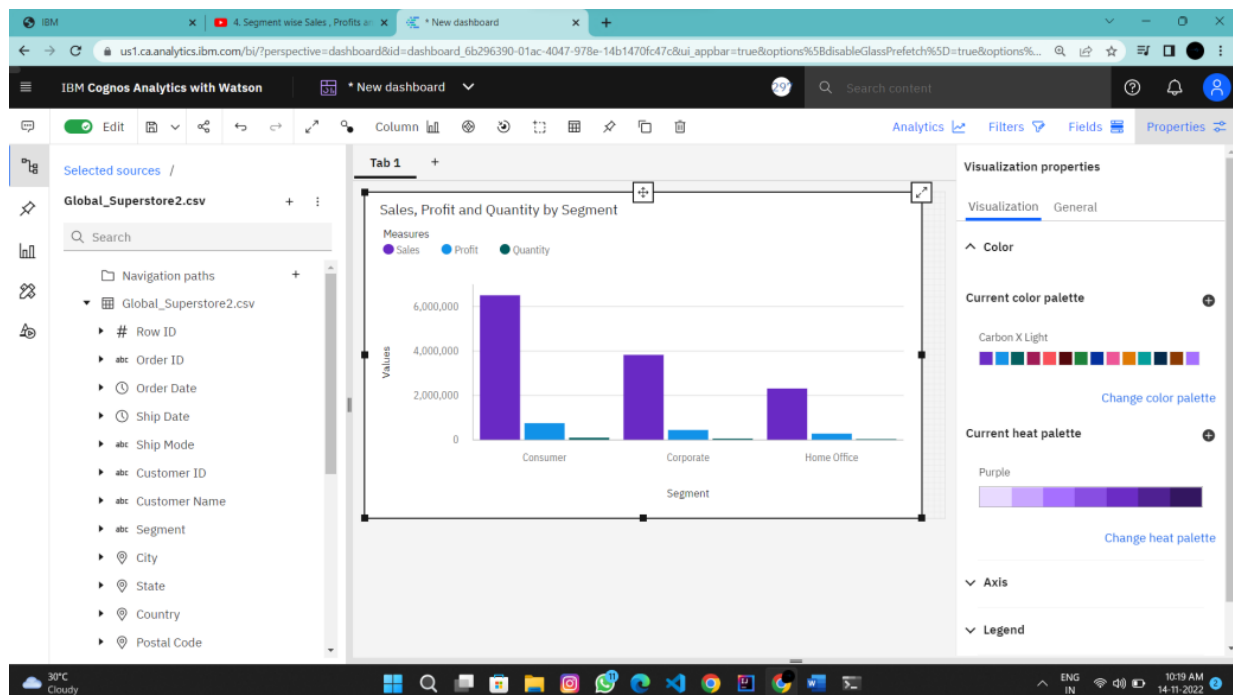 IBM
4. Segment wise Sales , Profits a
* New dashboard
us1.ca.analytics.ibm.com/bi/?perspective=dashboard&id=dashboard_6b296390-01ac-4047-978e-14b1470fc47c&ui_appbar=true&options%5BdisableGlassPrefetch%5D=true&options%...
IBM Cognos Analytics with Watson
* New dashboard
Search content
Edit
Column
Analytics
Filters
Fields
Properties
Selected sources /
Global_Superstore2.csv
Search
Navigation paths
Global_Superstore2.csv
# Row ID
abc Order ID
Order Date
Ship Date
abc Ship Mode
abc Customer ID
abc Customer Name
abc Segment
City
State
Country
Postal Code
Tab 1
Sales, Profit and Quantity by Segment
Measures
Sales Profit Quantity
Values
6,000,000
4,000,000
2,000,000
0
Consumer Corporate Home Office
Segment
Visualization properties
Visualization General
Color
Current color palette
Carbon X Light
Change color palette
Current heat palette
Purple
Change heat palette
Axis
Legend
30°C
Cloudy
ENG
IN
10:19 AM
14-11-2022
2